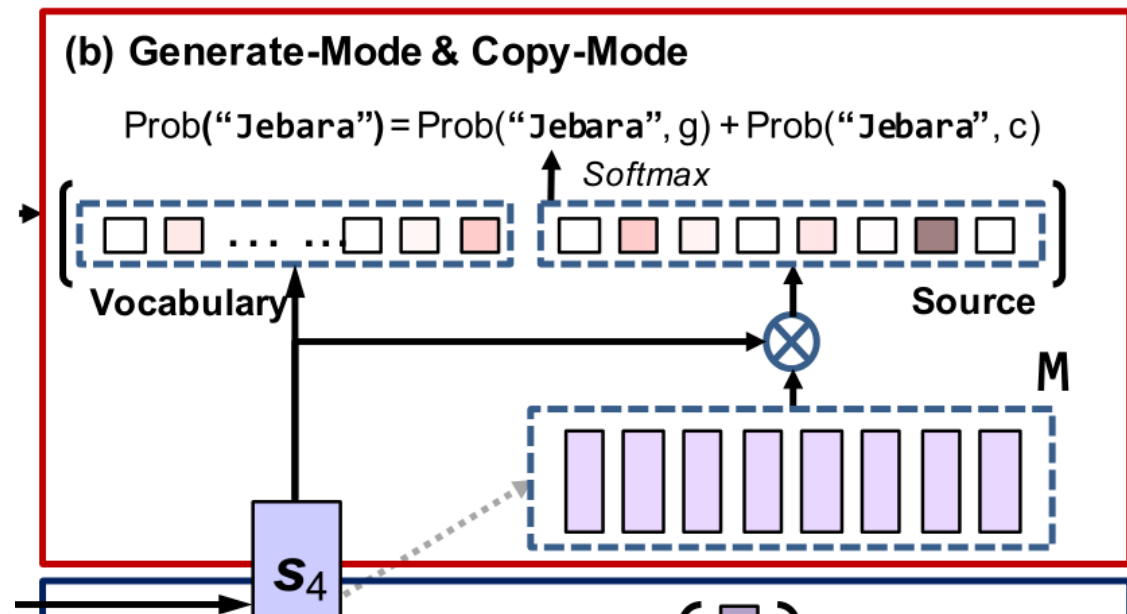 (b) Generate-Mode & Copy-Mode
Prob(“Jebara”) = Prob(“Jebara”, g) + Prob(“Jebara”, c)
Softmax
... ...
Vocabulary
Source
M
s4